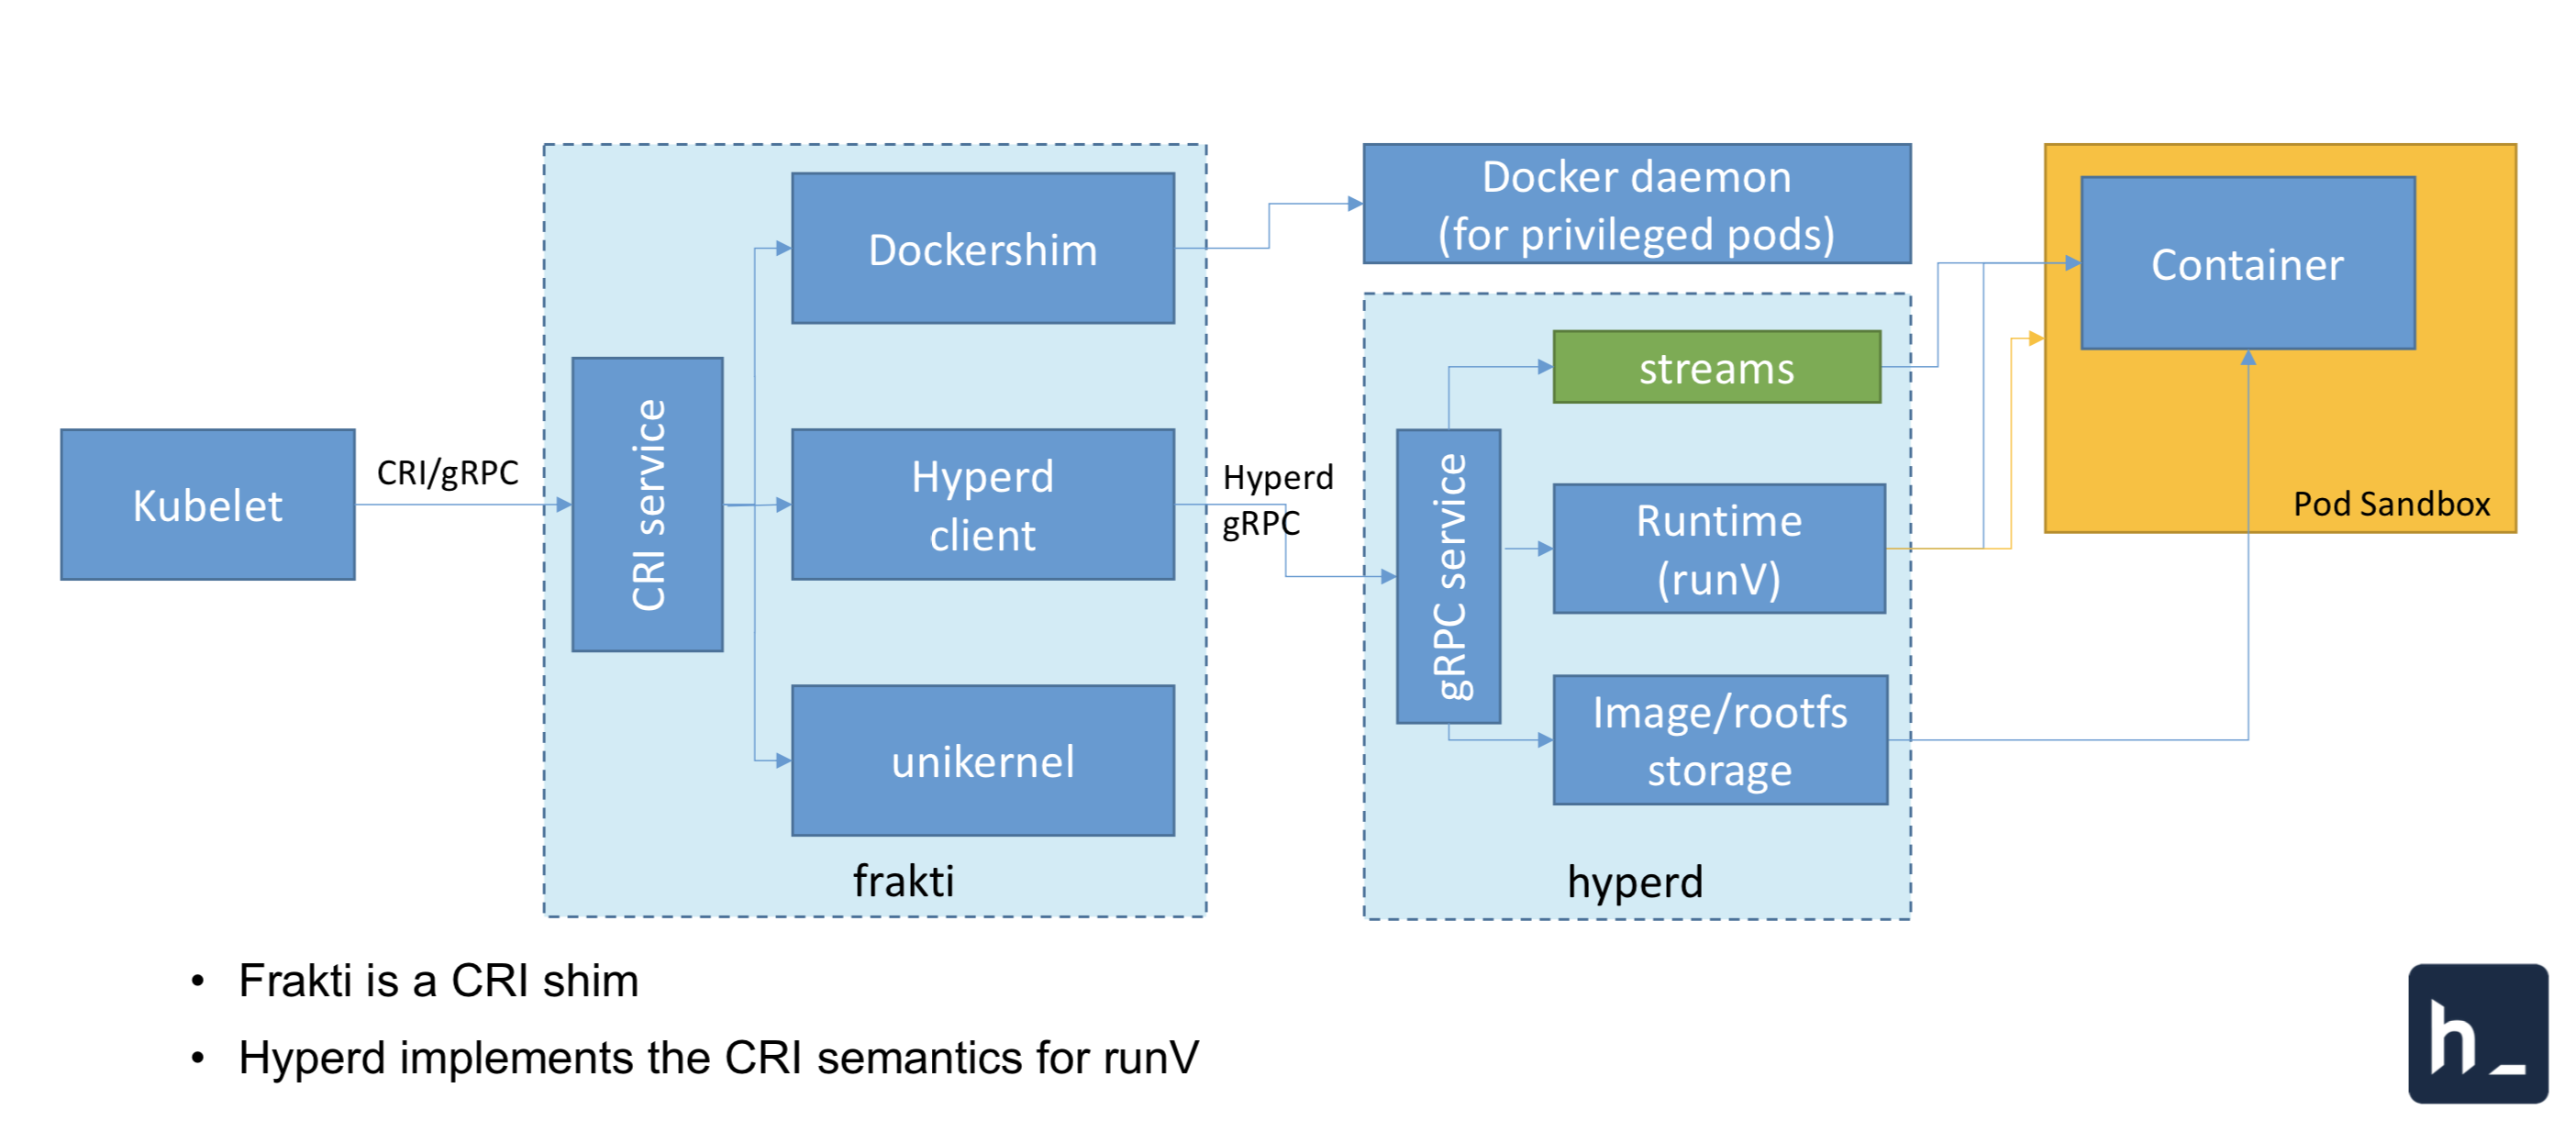 Kubelet
CRI/gRPC
CRI service
Dockershim
Hyperd
client
unikernel
frakti
Hyperd
gRPC
Docker daemon
(for privileged pods)
gRPC service
streams
Runtime
(runV)
Image/rootfs
storage
hyperd
Container
Pod Sandbox
• Frakti is a CRI shim
• Hyperd implements the CRI semantics for runV
h_